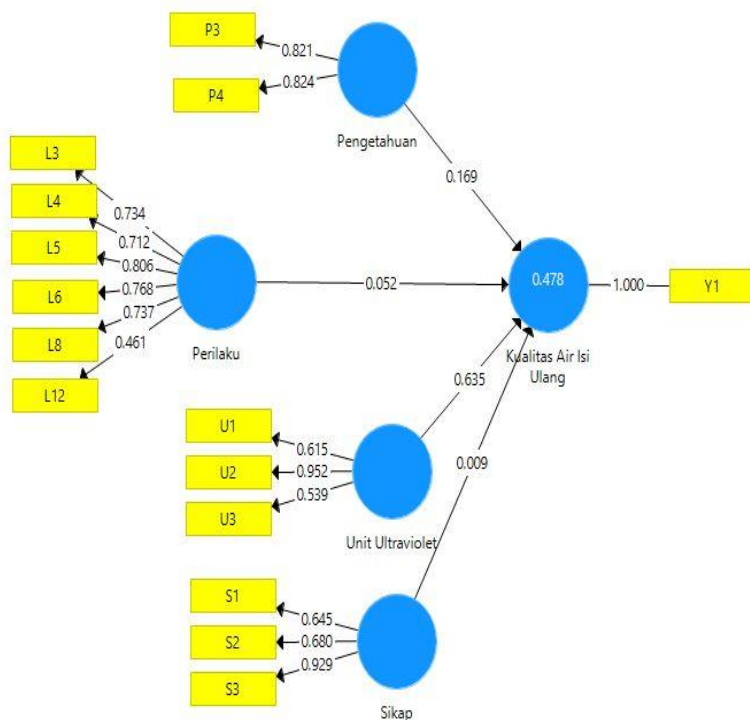 P3
0.821
P4
0.824
Pengetahuan
0.169
L3
0.734
L4
0.712
L5
0.806
L6
0.768
L8
0.737
L12
0.461
Perilaku
0.052
0.478
1.000
Y1
Kualitas Air Isi
Ulang
0.635
U1
0.615
U2
0.952
U3
0.539
Unit Ultraviolet
0.009
S1
0.645
S2
0.680
S3
0.929
Sikap